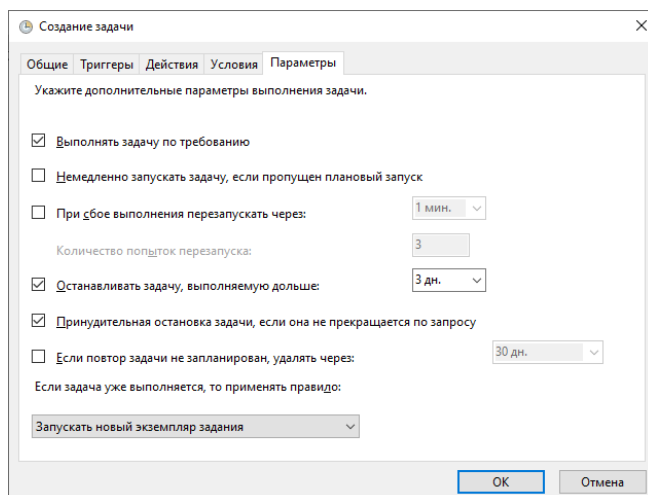 Создание задачи
Общие Триггеры Действия Условия Параметры
Укажите дополнительные параметры выполнения задачи.
Выполнять задачу по требованию
Немедленно запускать задачу, если пропущен плановый запуск
При сбое выполнения перезапускать через: 1 мин.
Количество попыток перезапуска: 3
Останавливать задачу, выполняемую дольше: 3 дн.
Принудительная остановка задачи, если она не прекращается по запросу
Если повтор задачи не запланирован, удалять через: 30 дн.
Если задача уже выполняется, то применять правило:
Запускать новый экземпляр задания
ОК Отмена